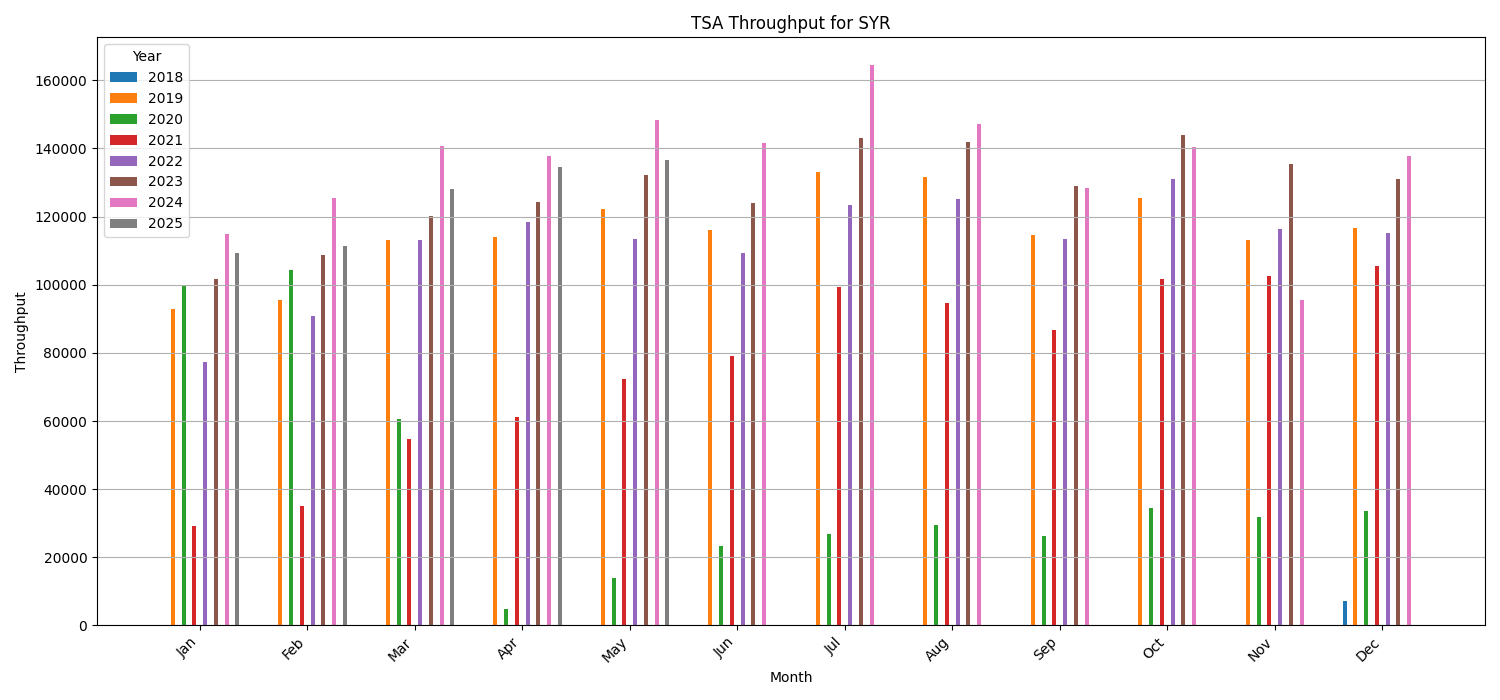 TSA Throughput for SYR
Year
2018
2019
2020
2021
2022
2023
2024
2025
160000
140000
120000
100000
80000
60000
40000
20000
0
Throughput
Jan
Feb
Mar
Apr
May
Jun
Jul
Aug
Sep
Oct
Nov
Dec
Month